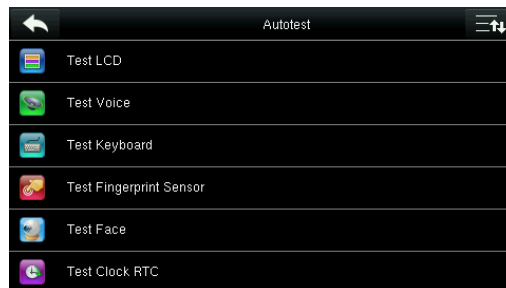 Autotest
Test LCD
Test Voice
Test Keyboard
Test Fingerprint Sensor
Test Face
Test Clock RTC